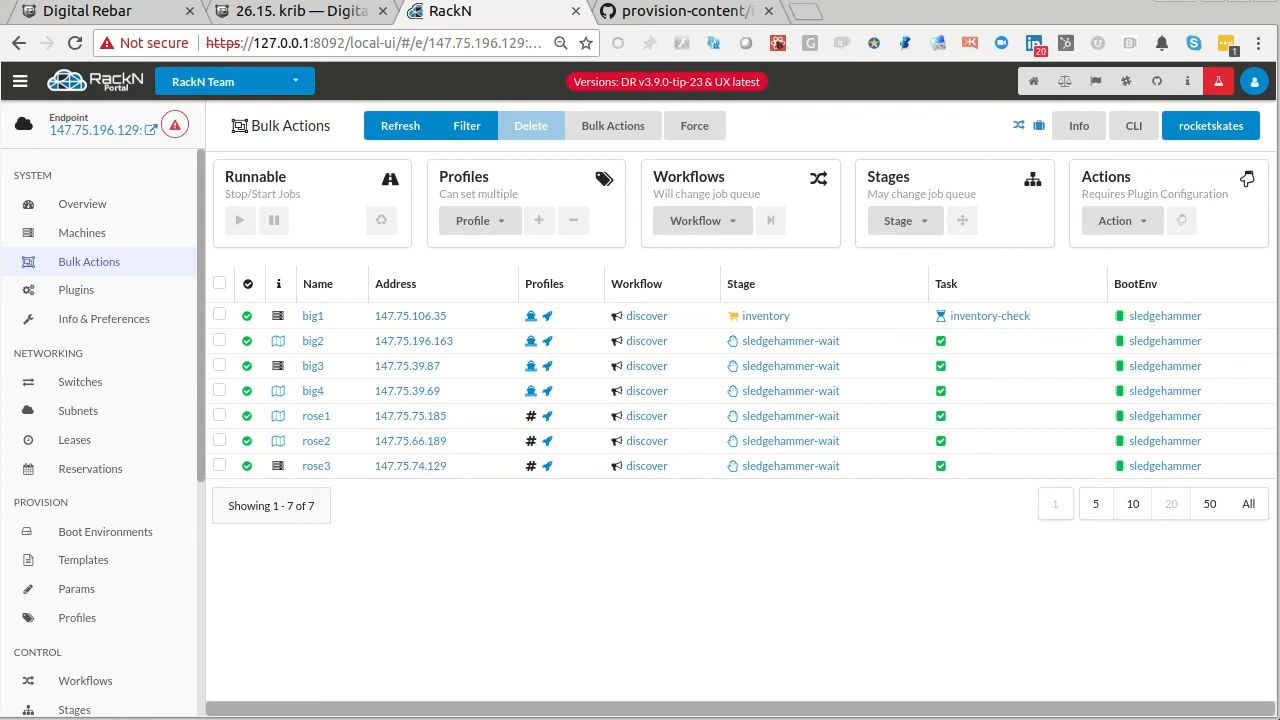 Digital Rebar
26.15. krib — Digita
RackN
provision-content/i
Not secure
https://127.0.0.1:8092/local-ui/#/e/147.75.196.129:...
20
1
RackN
Portal
RackN Team
Versions: DR v3.9.0-tip-23 & UX latest
Endpoint
147.75.196.129:
Bulk Actions
Refresh
Filter
Delete
Bulk Actions
Force
Info
CLI
rocketskates
SYSTEM
Overview
Machines
Bulk Actions
Plugins
Info & Preferences
NETWORKING
Switches
Subnets
Leases
Reservations
PROVISION
Boot Environments
Templates
Params
Profiles
CONTROL
Workflows
Stages
Runnable
Stop/Start Jobs
Profiles
Can set multiple
Profile
Workflows
Will change job queue
Workflow
Stages
May change job queue
Stage
Actions
Requires Plugin Configuration
Action
Name Address Profiles Workflow Stage Task BootEnv
big1 147.75.106.35 discover inventory inventory-check sledgehammer
big2 147.75.196.163 discover sledgehammer-wait sledgehammer
big3 147.75.39.87 discover sledgehammer-wait sledgehammer
big4 147.75.39.69 discover sledgehammer-wait sledgehammer
rose1 147.75.75.185 # discover sledgehammer-wait sledgehammer
rose2 147.75.66.189 # discover sledgehammer-wait sledgehammer
rose3 147.75.74.129 # discover sledgehammer-wait sledgehammer
Showing 1 - 7 of 7
1 5 10 20 50 All